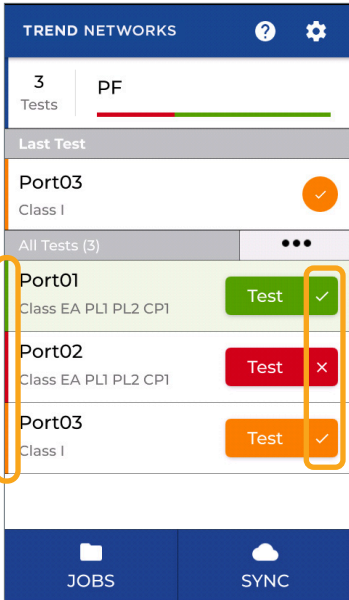 TREND NETWORKS
3
Tests
PF
Last Test
Port03
Class I
All Tests (3)
Port01
Class EA PL1 PL2 CP1
Test
Port02
Class EA PL1 PL2 CP1
Test
Port03
Class I
Test
JOBS
SYNC